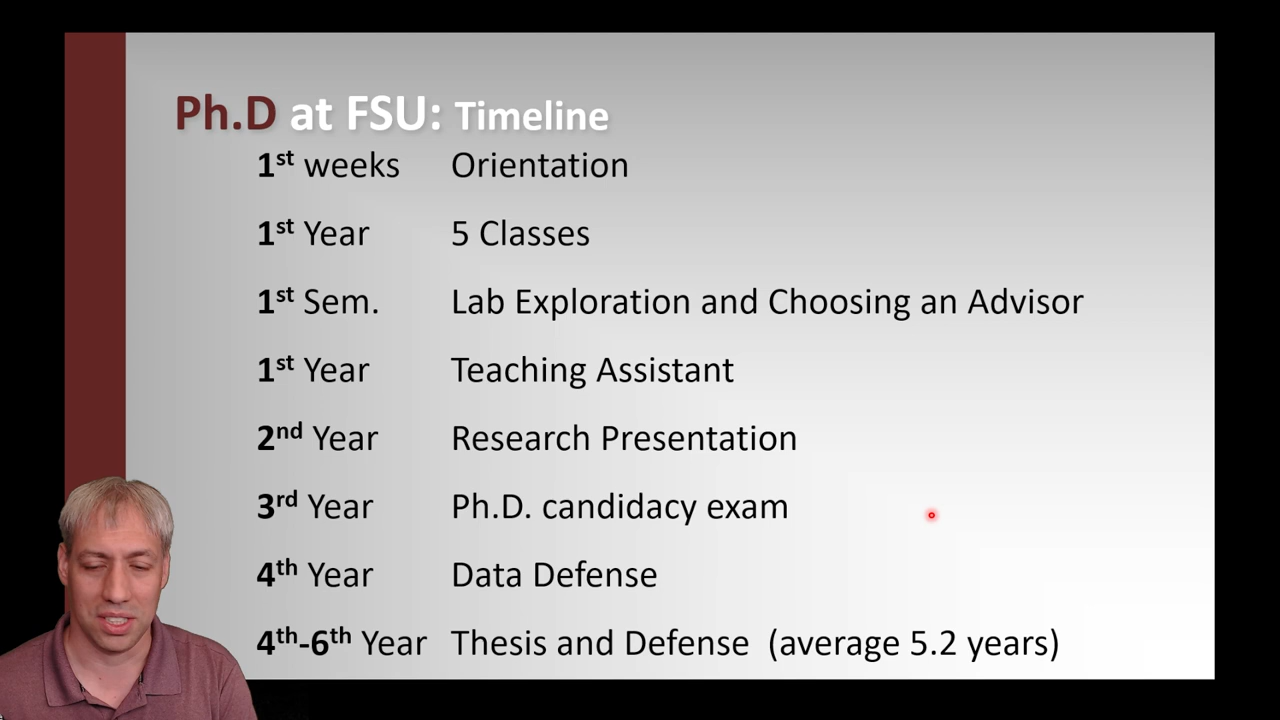 Ph.D at FSU: Timeline
1st weeks Orientation
1st Year 5 Classes
1st Sem. Lab Exploration and Choosing an Advisor
1st Year Teaching Assistant
2nd Year Research Presentation
3rd Year Ph.D. candidacy exam
4th Year Data Defense
4th-6th Year Thesis and Defense (average 5.2 years)